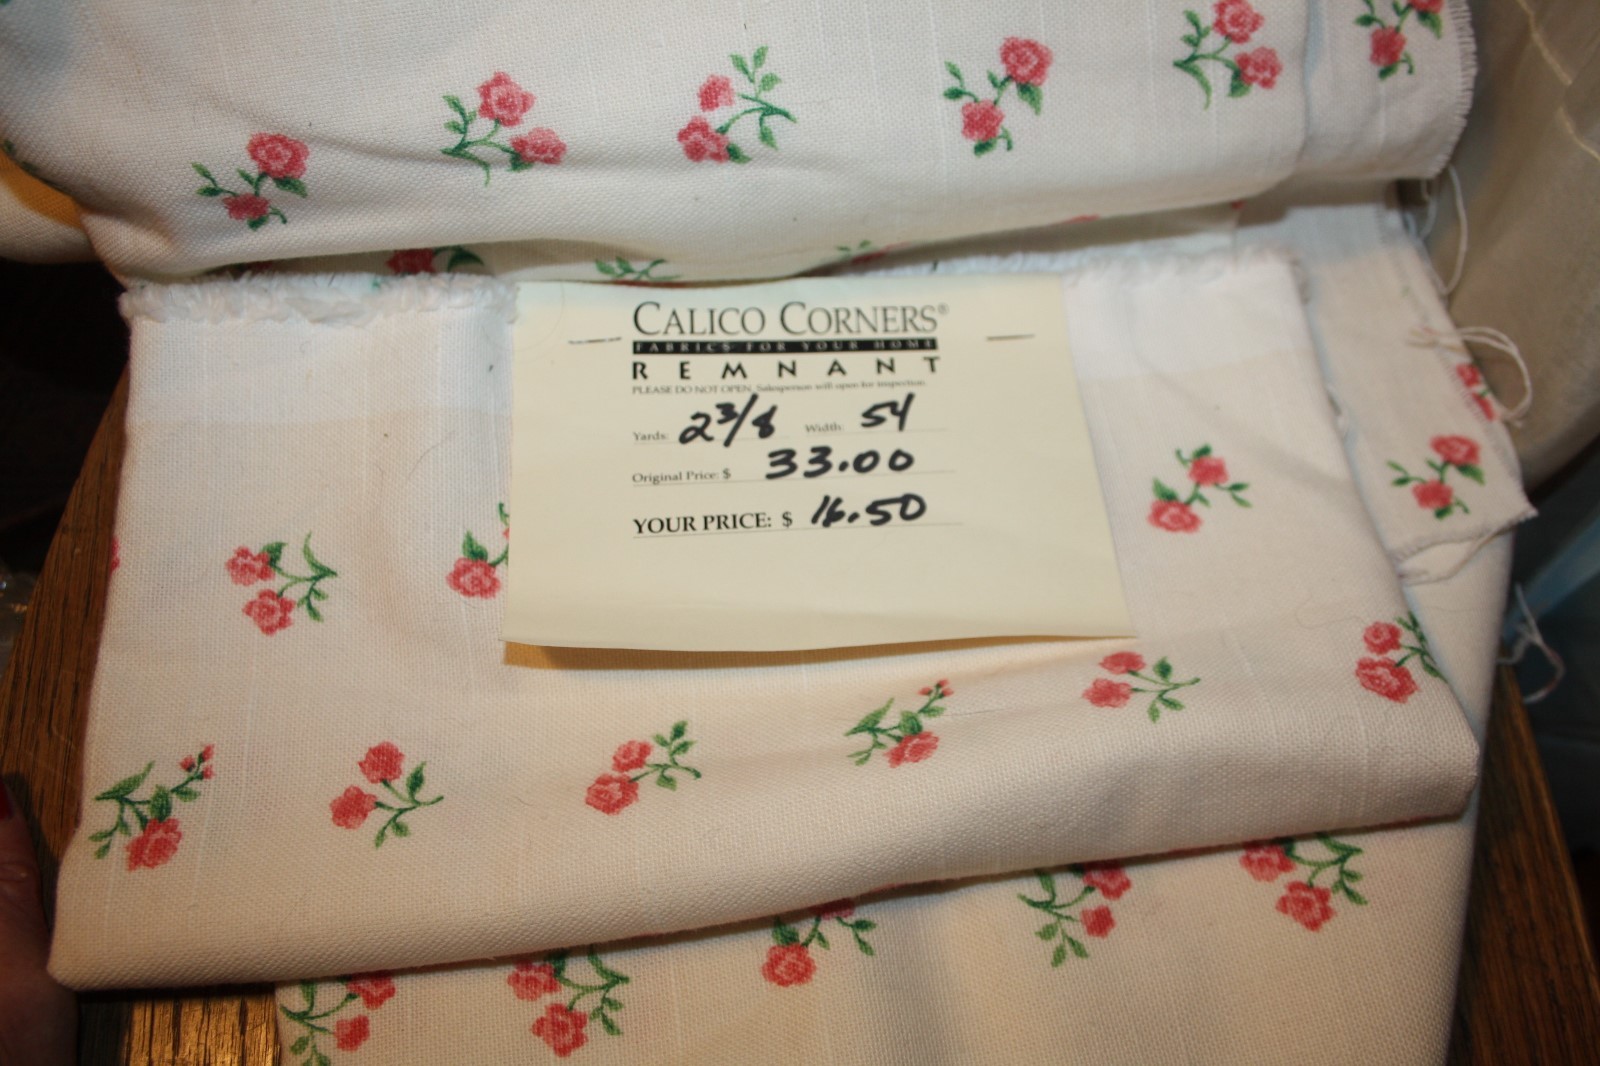 CALICO CORNERS®
FABRICS FOR YOUR HOME
REMNANT
PLEASE DO NOT OPEN. Salesperson will open for inspection.
Yards: 2 3/8 Width: 54
Original Price: $ 33.00
YOUR PRICE: $ 16.50